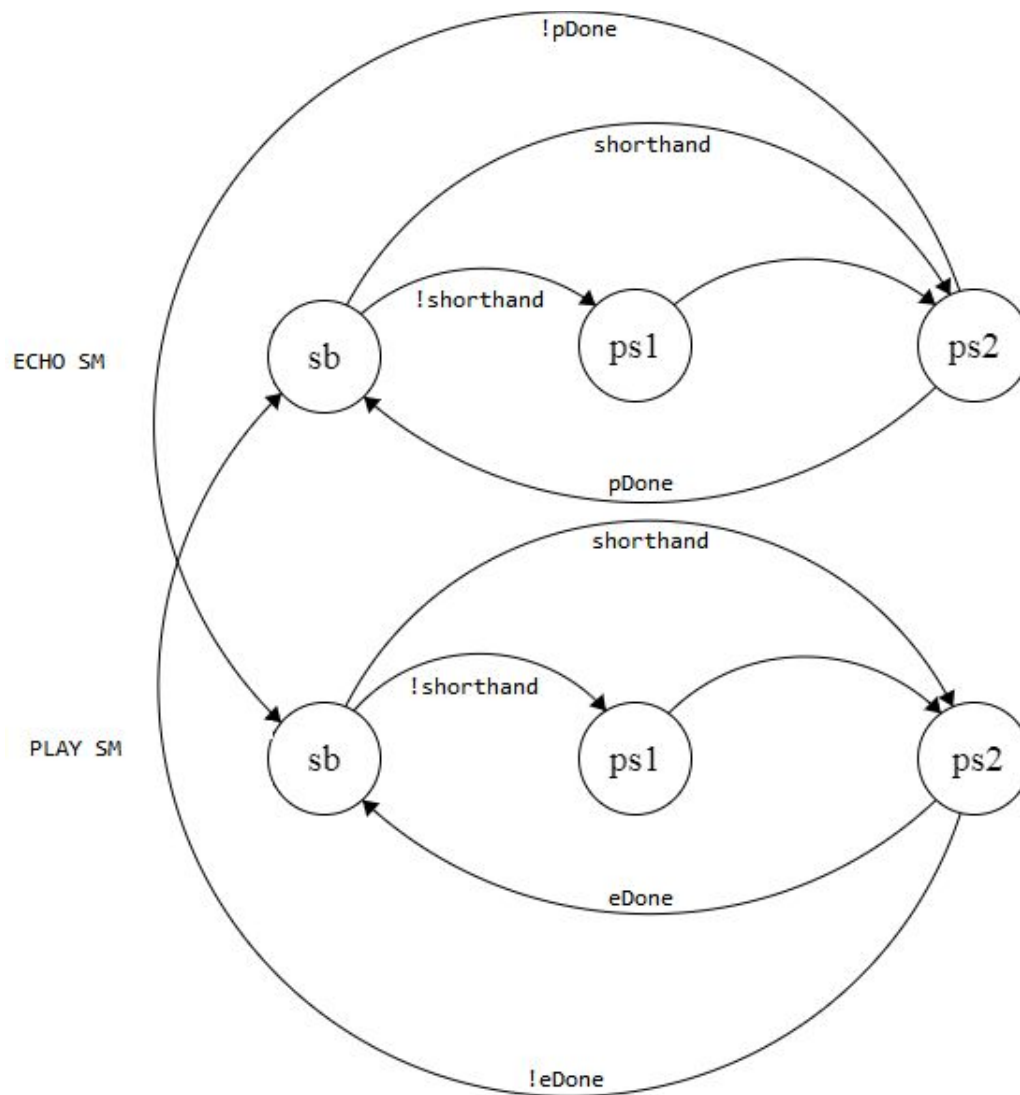 !pDone
shorthand
!shorthand
sb
ps1
ps2
ECHO SM
pDone
shorthand
!shorthand
PLAY SM
sb
ps1
ps2
eDone
!eDone